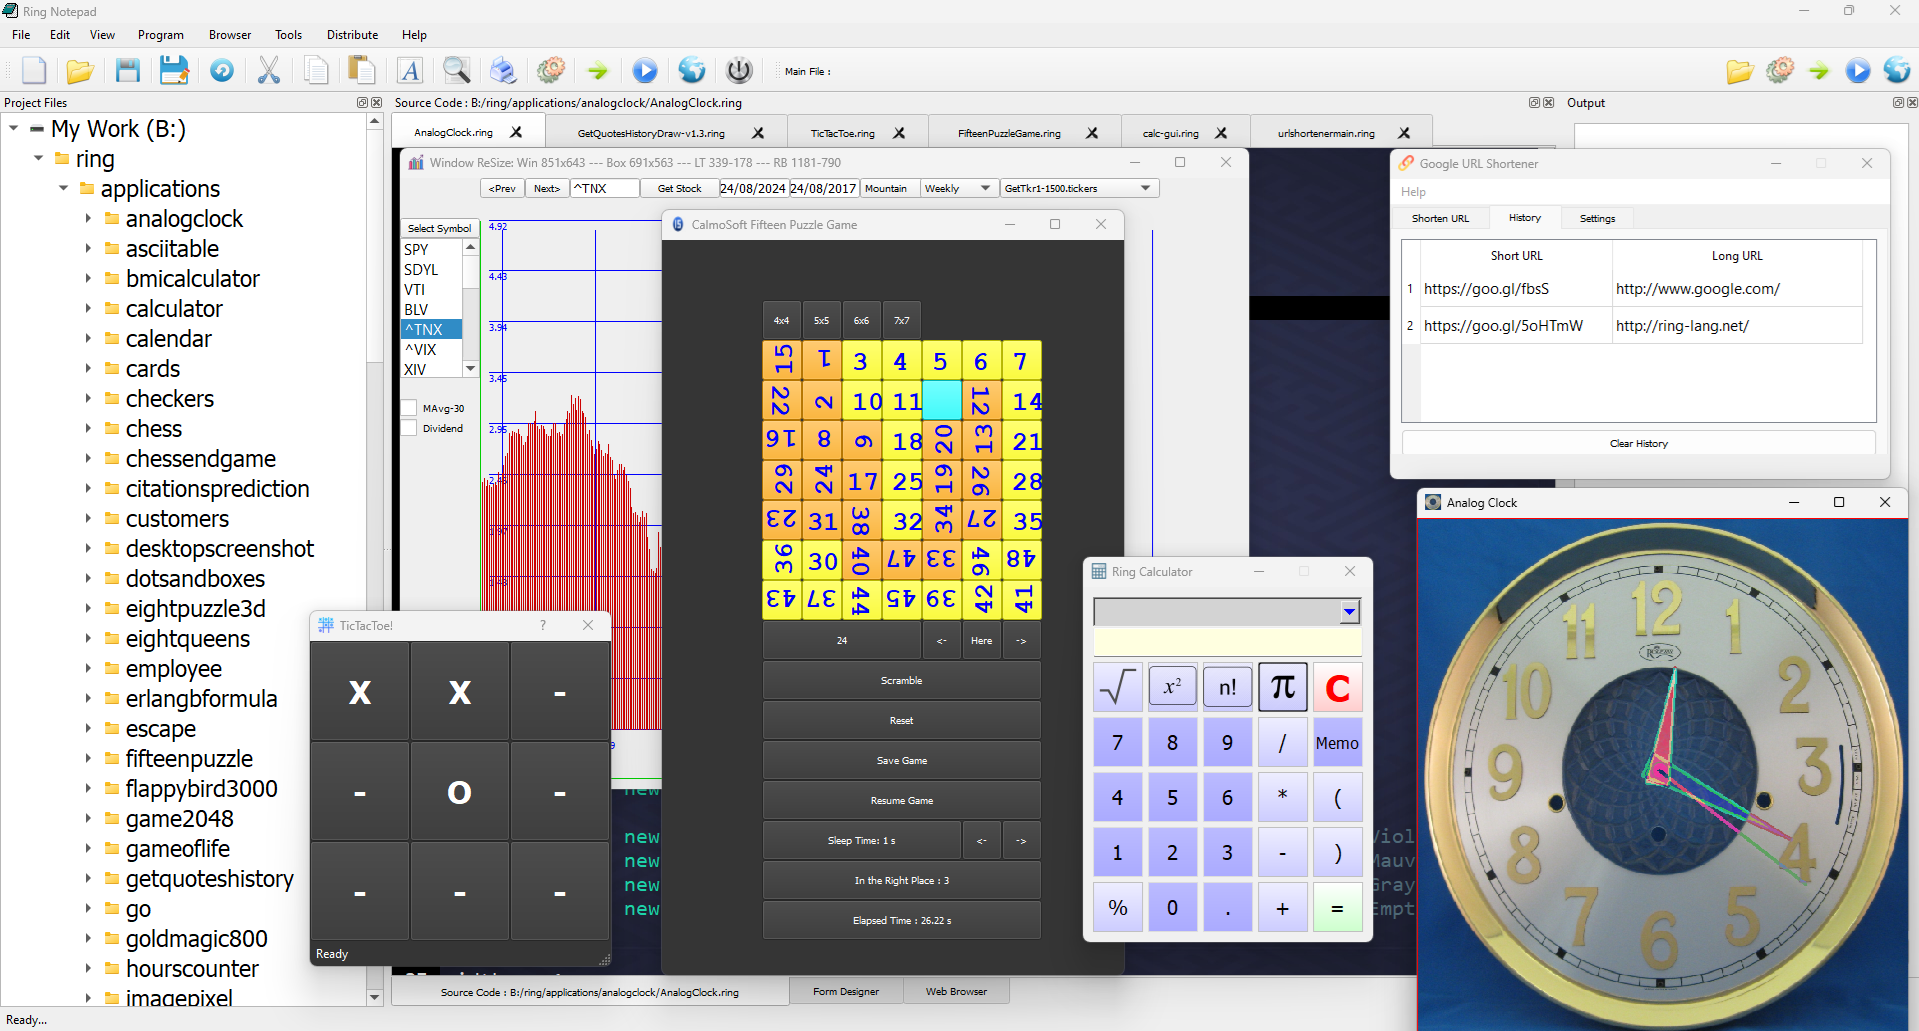 Ring Notepad
File Edit View Program Browser Tools Distribute Help
Main File :
Project Files
My Work (B:)
ring
applications
analogclock
asciitable
bmicalculator
calculator
calendar
cards
checkers
chess
chessendgame
citationsprediction
customers
desktopscreenshot
dotsandboxes
eightpuzzle3d
eightqueens
employee
erlangbformula
escape
fifteenpuzzle
flappybird3000
game2048
gameoflife
getquoteshistory
go
goldmagic800
hourscounter
imagepixel
Source Code : B:/ring/applications/analogclock/AnalogClock.ring
AnalogClock.ring GetQuotesHistoryDraw-v1.3.ring TicTacToe.ring FifteenPuzzleGame.ring calc-gui.ring urlshortenermain.ring
Output
Window ReSize: Win 851x643 --- Box 691x563 --- LT 339-178 --- RB 1181-790
<Prev Next> ^TNX Get Stock 24/08/2024 24/08/2017 Mountain Weekly GetTkr1-1500.tickers
Select Symbol
SPY
SDYL
VTI
BLV
^TNX
^VIX
XIV
MAvg-30
Dividend
4.92
4.43
3.94
3.45
2.95
new
new
new
new
new
CalmoSoft Fifteen Puzzle Game
4x4 5x5 6x6 7x7
15 1 3 4 5 6 7
22 2 10 11 12 14
16 8 9 18 20 13 21
29 24 17 25 19 26 28
23 31 38 32 34 27 35
36 30 40 47 33 46 48
43 37 44 45 39 42 41
24 <- Here ->
Scramble
Reset
Save Game
Resume Game
Sleep Time: 1 s <- ->
In the Right Place : 3
Elapsed Time : 26.22 s
TicTacToe! ?
X X -
- O -
- - -
Ready
Google URL Shortener
Help
Shorten URL History Settings
Short URL Long URL
1 https://goo.gl/fbsS http://www.google.com/
2 https://goo.gl/5oHTmW http://ring-lang.net/
Clear History
Ring Calculator
√ x² n! π C
7 8 9 / Memo
4 5 6 * (
1 2 3 - )
% 0 . + =
Analog Clock
12
1
2
3
4
5
6
7
8
9
10
11
Source Code : B:/ring/applications/analogclock/AnalogClock.ring Form Designer Web Browser
Ready...